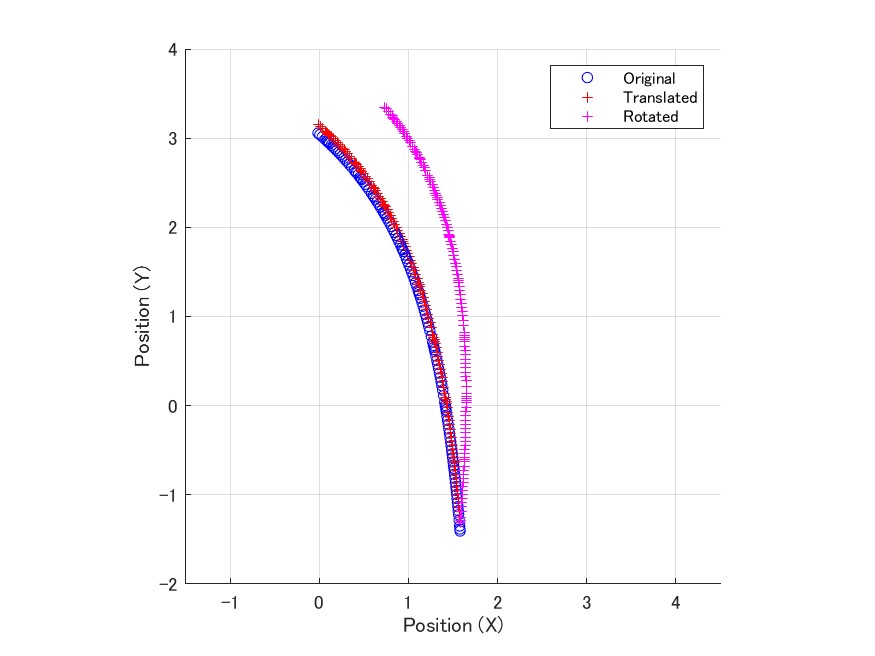 4
Original
Translated
Rotated
3
2
1
0
−1
−2
Position (Y)
−1 0 1 2 3 4
Position (X)